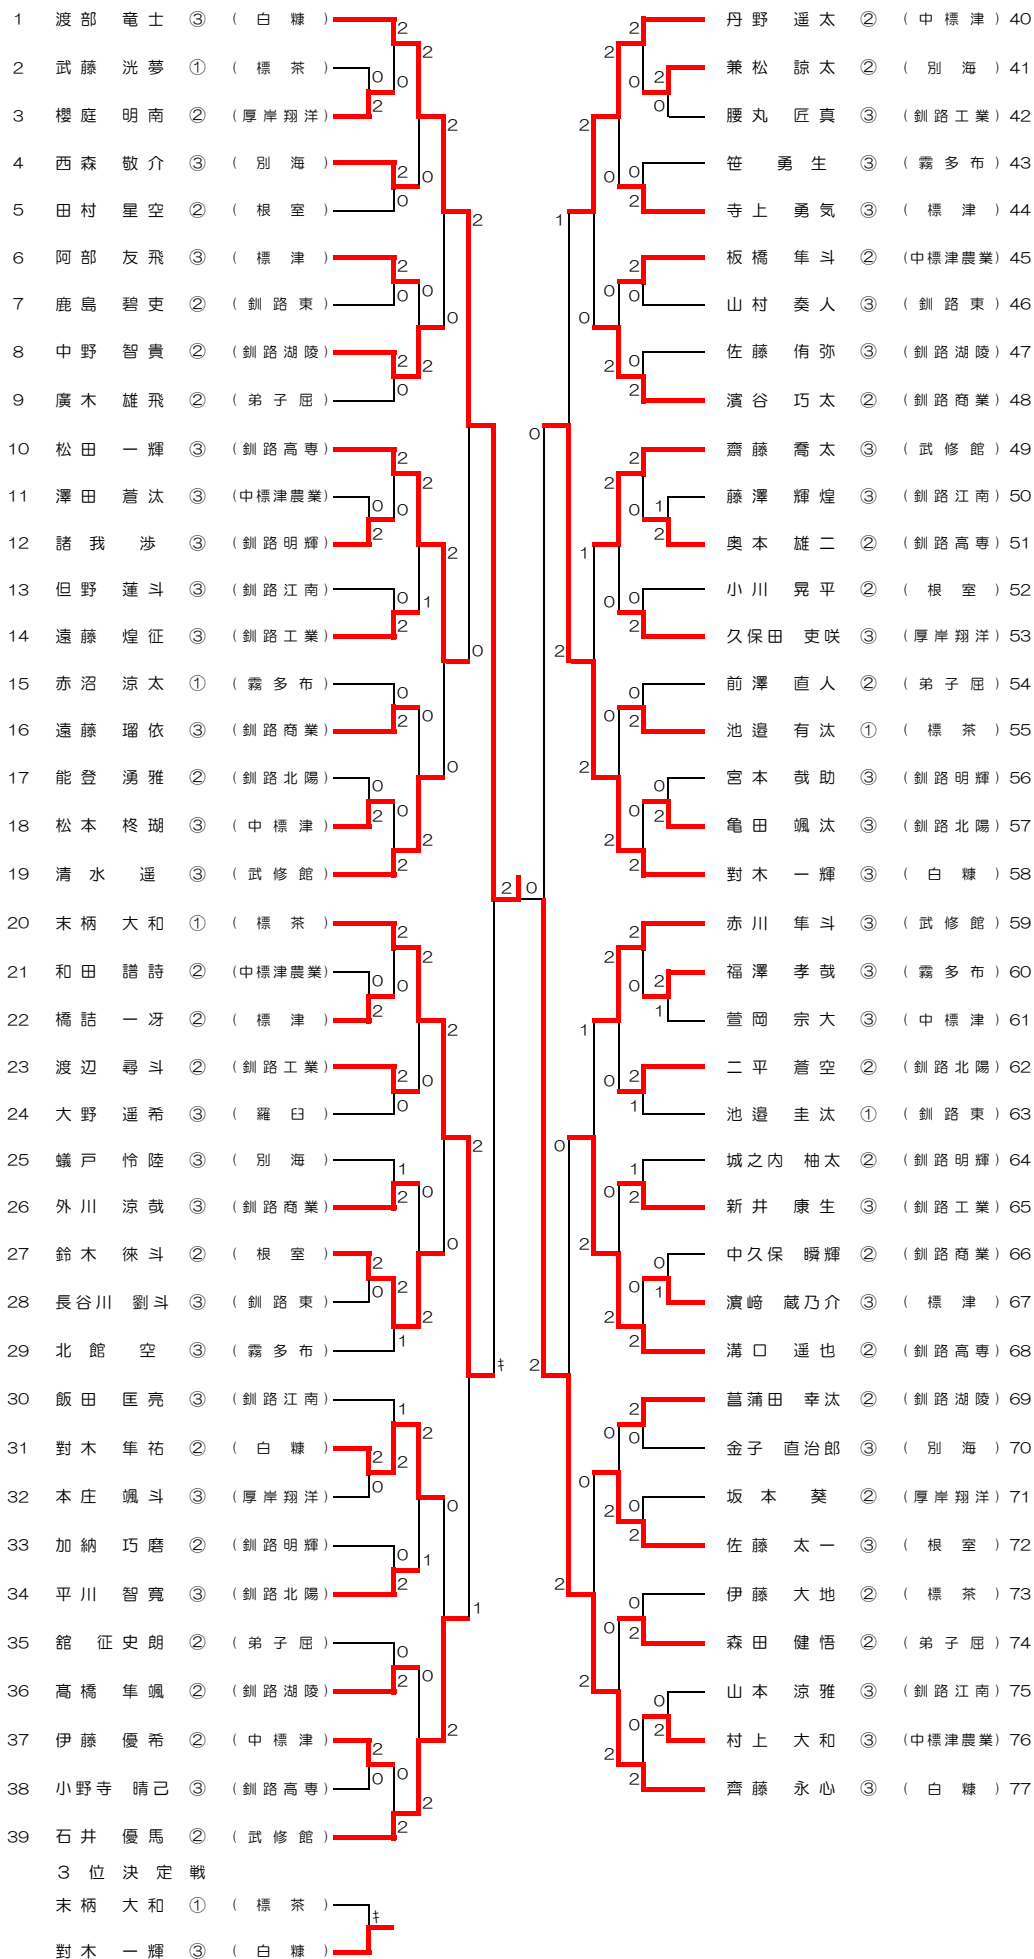 1 渡部 竜士 ③ (白糠)
2 武藤 洸夢 ① (標茶)
3 櫻庭 明南 ② (厚岸翔洋)
4 西森 敬介 ③ (別海)
5 田村 星空 ② (根室)
6 阿部 友飛 ③ (標津)
7 鹿島 碧吏 ② (釧路東)
8 中野 智貴 ② (釧路湖陵)
9 廣木 雄飛 ② (弟子屈)
10 松田 一輝 ③ (釧路高専)
11 澤田 蒼汰 ③ (中標津農業)
12 諸我 渉 ③ (釧路明輝)
13 但野 蓮斗 ③ (釧路江南)
14 遠藤 煌征 ③ (釧路工業)
15 赤沼 涼太 ① (霧多布)
16 遠藤 瑠依 ③ (釧路商業)
17 能登 湧雅 ② (釧路北陽)
18 松本 柊瑚 ③ (中標津)
19 清水 遥 ③ (武修館)
20 末柄 大和 ① (標茶)
21 和田 譜詩 ② (中標津農業)
22 橋詰 一冴 ② (標津)
23 渡辺 尋斗 ② (釧路工業)
24 大野 遥希 ③ (羅臼)
25 蟻戸 怜陸 ③ (別海)
26 外川 涼哉 ③ (釧路商業)
27 鈴木 徠斗 ② (根室)
28 長谷川 劉斗 ③ (釧路東)
29 北館 空 ③ (霧多布)
30 飯田 匡亮 ③ (釧路江南)
31 對木 隼祐 ② (白糠)
32 本庄 颯斗 ③ (厚岸翔洋)
33 加納 巧磨 ② (釧路明輝)
34 平川 智寛 ③ (釧路北陽)
35 舘 征史朗 ② (弟子屈)
36 髙橋 隼颯 ② (釧路湖陵)
37 伊藤 優希 ② (中標津)
38 小野寺 晴己 ③ (釧路高専)
39 石井 優馬 ② (武修館)
丹野 遥太 ② (中標津) 40
兼松 諒太 ② (別海) 41
腰丸 匠真 ③ (釧路工業) 42
笹 勇生 ③ (霧多布) 43
寺上 勇気 ③ (標津) 44
板橋 隼斗 ② (中標津農業) 45
山村 奏人 ③ (釧路東) 46
佐藤 侑弥 ③ (釧路湖陵) 47
濱谷 巧太 ② (釧路商業) 48
齋藤 喬太 ③ (武修館) 49
藤澤 輝煌 ③ (釧路江南) 50
奥本 雄二 ② (釧路高専) 51
小川 晃平 ② (根室) 52
久保田 吏咲 ③ (厚岸翔洋) 53
前澤 直人 ② (弟子屈) 54
池邉 有汰 ① (標茶) 55
宮本 哉助 ③ (釧路明輝) 56
亀田 颯汰 ③ (釧路北陽) 57
對木 一輝 ③ (白糠) 58
赤川 隼斗 ③ (武修館) 59
福澤 孝哉 ③ (霧多布) 60
萱岡 宗大 ③ (中標津) 61
二平 蒼空 ② (釧路北陽) 62
池邉 圭汰 ① (釧路東) 63
城之内 柚太 ② (釧路明輝) 64
新井 康生 ③ (釧路工業) 65
中久保 瞬輝 ② (釧路商業) 66
濱﨑 蔵乃介 ③ (標津) 67
溝口 遥也 ② (釧路高専) 68
菖蒲田 幸汰 ② (釧路湖陵) 69
金子 直治郎 ③ (別海) 70
坂本 葵 ② (厚岸翔洋) 71
佐藤 太一 ③ (根室) 72
伊藤 大地 ② (標茶) 73
森田 健悟 ② (弟子屈) 74
山本 涼雅 ③ (釧路江南) 75
村上 大和 ③ (中標津農業) 76
齊藤 永心 ③ (白糠) 77
2 0
3位決定戦
末柄 大和 ① (標茶)
ｷ
對木 一輝 ③ (白糠)